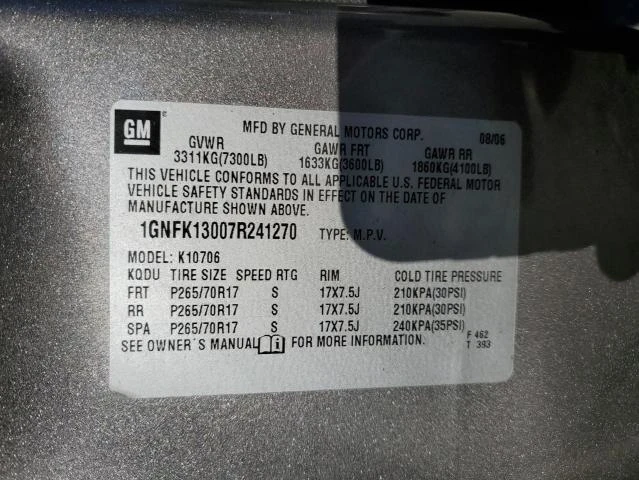 GM
MFD BY GENERAL MOTORS CORP. 08/06
GVWR GAWR FRT GAWR RR
3311KG(7300LB) 1633KG(3600LB) 1860KG(4100LB)
THIS VEHICLE CONFORMS TO ALL APPLICABLE U.S. FEDERAL MOTOR
VEHICLE SAFETY STANDARDS IN EFFECT ON THE DATE OF
MANUFACTURE SHOWN ABOVE.
1GNFK13007R241270 TYPE: M.P.V.
MODEL: K10706
KQDU TIRE SIZE SPEED RTG RIM COLD TIRE PRESSURE
FRT P265/70R17 S 17X7.5J 210KPA(30PSI)
RR P265/70R17 S 17X7.5J 210KPA(30PSI)
SPA P265/70R17 S 17X7.5J 240KPA(35PSI)
SEE OWNER'S MANUAL FOR MORE INFORMATION.
F 462
T 393